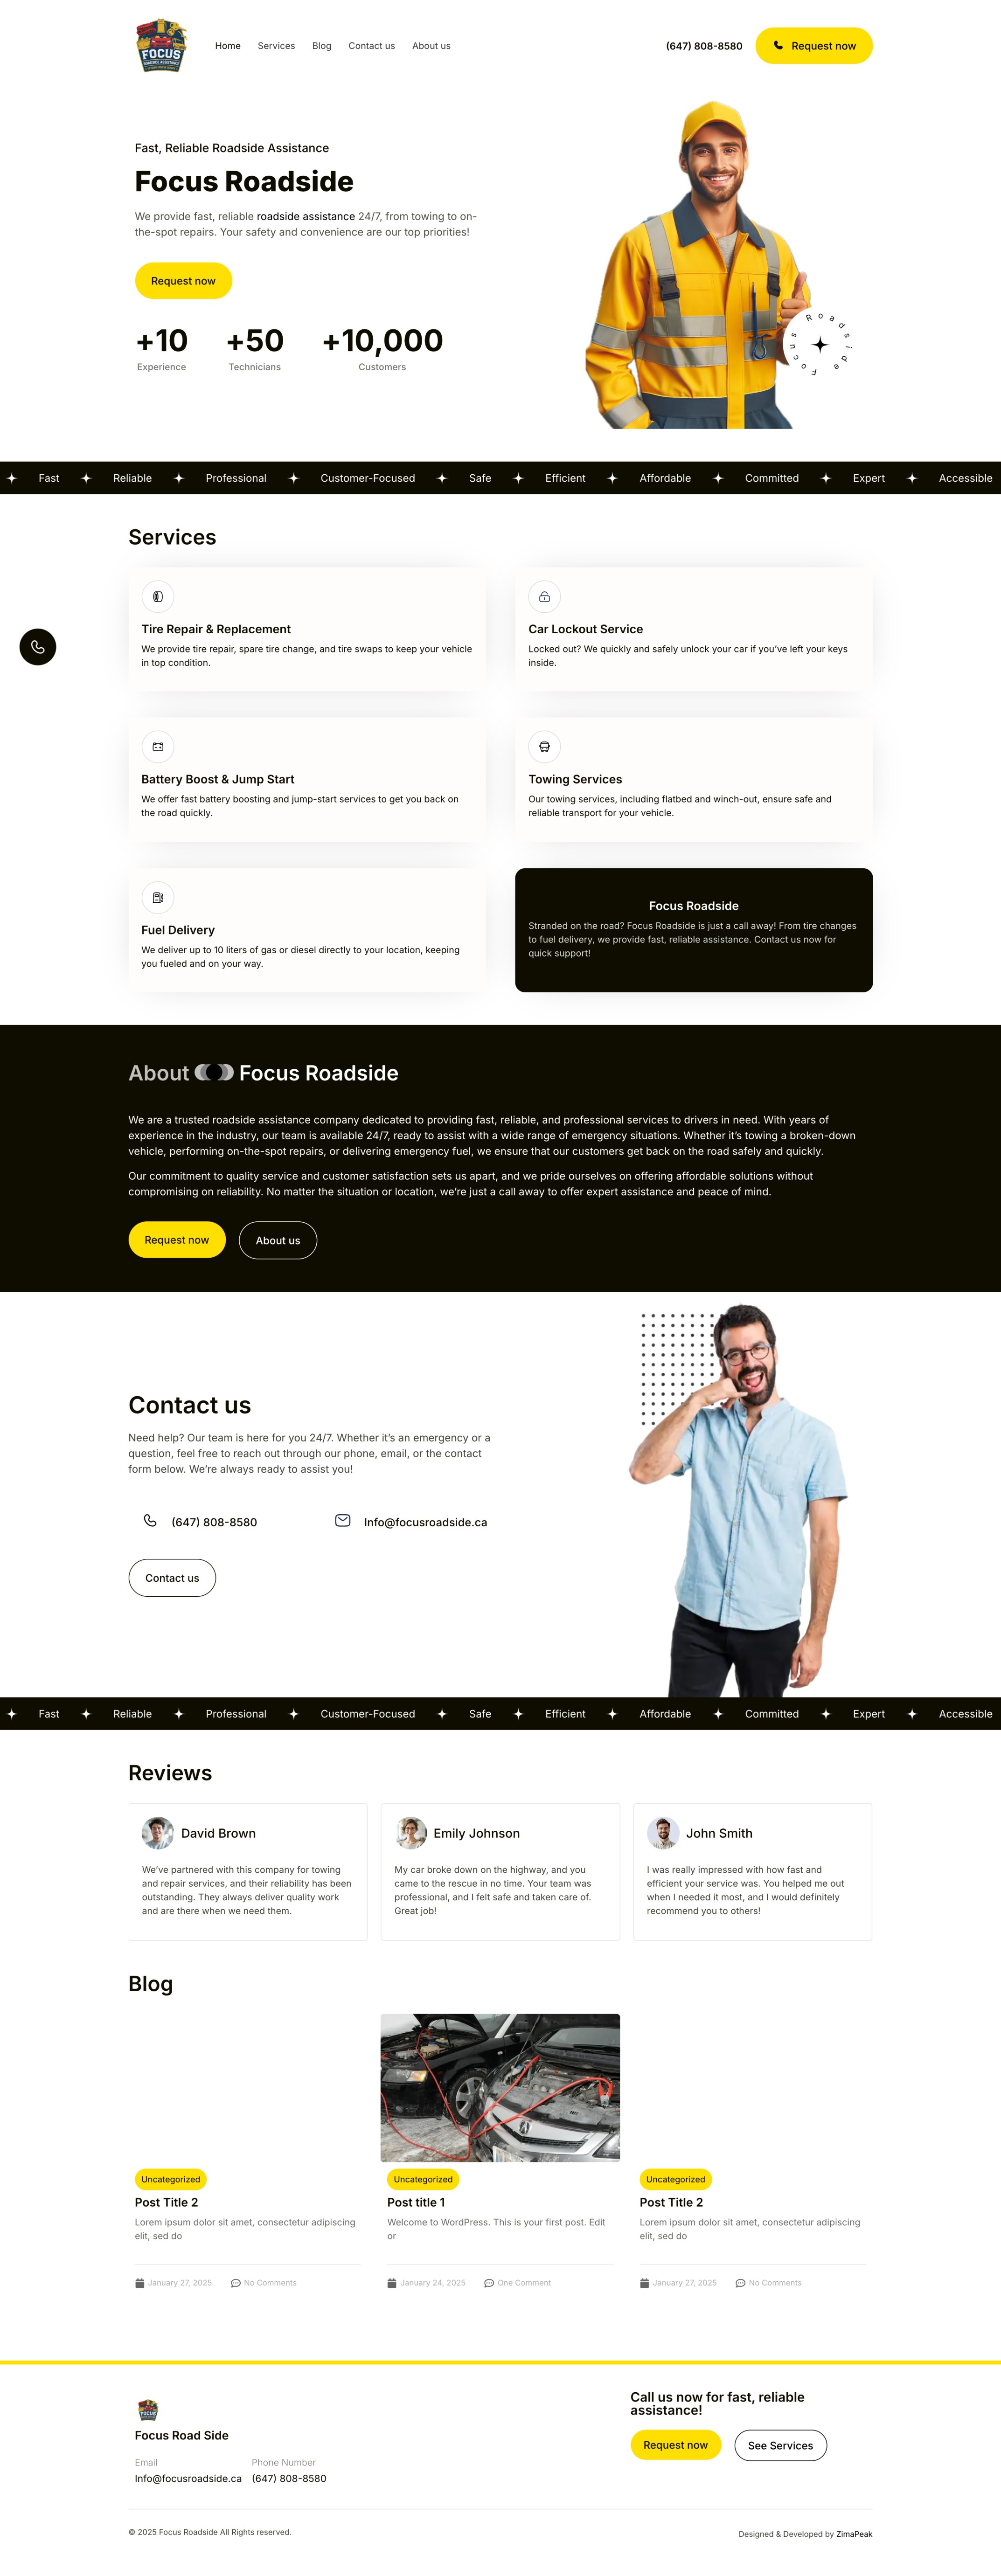 FOCUS
ROADSIDE ASSISTANCE
Home
Services
Blog
Contact us
About us
(647) 808-8580
Request now
Fast, Reliable Roadside Assistance
Focus Roadside
We provide fast, reliable roadside assistance 24/7, from towing to on-
the-spot repairs. Your safety and convenience are our top priorities!
Request now
+10
Experience
+50
Technicians
+10,000
Customers
Focus Roadside
Fast
Reliable
Professional
Customer-Focused
Safe
Efficient
Affordable
Committed
Expert
Accessible
Services
Tire Repair & Replacement
We provide tire repair, spare tire change, and tire swaps to keep your vehicle
in top condition.
Car Lockout Service
Locked out? We quickly and safely unlock your car if you’ve left your keys
inside.
Battery Boost & Jump Start
We offer fast battery boosting and jump-start services to get you back on
the road quickly.
Towing Services
Our towing services, including flatbed and winch-out, ensure safe and
reliable transport for your vehicle.
Fuel Delivery
We deliver up to 10 liters of gas or diesel directly to your location, keeping
you fueled and on your way.
Focus Roadside
Stranded on the road? Focus Roadside is just a call away! From tire changes
to fuel delivery, we provide fast, reliable assistance. Contact us now for
quick support!
About Focus Roadside
We are a trusted roadside assistance company dedicated to providing fast, reliable, and professional services to drivers in need. With years of
experience in the industry, our team is available 24/7, ready to assist with a wide range of emergency situations. Whether it’s towing a broken-down
vehicle, performing on-the-spot repairs, or delivering emergency fuel, we ensure that our customers get back on the road safely and quickly.
Our commitment to quality service and customer satisfaction sets us apart, and we pride ourselves on offering affordable solutions without
compromising on reliability. No matter the situation or location, we’re just a call away to offer expert assistance and peace of mind.
Request now
About us
Contact us
Need help? Our team is here for you 24/7. Whether it’s an emergency or a
question, feel free to reach out through our phone, email, or the contact
form below. We’re always ready to assist you!
(647) 808-8580
Info@focusroadside.ca
Contact us
Fast
Reliable
Professional
Customer-Focused
Safe
Efficient
Affordable
Committed
Expert
Accessible
Reviews
David Brown
We’ve partnered with this company for towing
and repair services, and their reliability has been
outstanding. They always deliver quality work
and are there when we need them.
Emily Johnson
My car broke down on the highway, and you
came to the rescue in no time. Your team was
professional, and I felt safe and taken care of.
Great job!
John Smith
I was really impressed with how fast and
efficient your service was. You helped me out
when I needed it most, and I would definitely
recommend you to others!
Blog
Uncategorized
Post Title 2
Lorem ipsum dolor sit amet, consectetur adipiscing
elit, sed do
January 27, 2025
No Comments
Uncategorized
Post title 1
Welcome to WordPress. This is your first post. Edit
or
January 24, 2025
One Comment
Uncategorized
Post Title 2
Lorem ipsum dolor sit amet, consectetur adipiscing
elit, sed do
January 27, 2025
No Comments
FOCUS
Focus Road Side
Email
Info@focusroadside.ca
Phone Number
(647) 808-8580
Call us now for fast, reliable
assistance!
Request now
See Services
© 2025 Focus Roadside All Rights reserved.
Designed & Developed by ZimaPeak